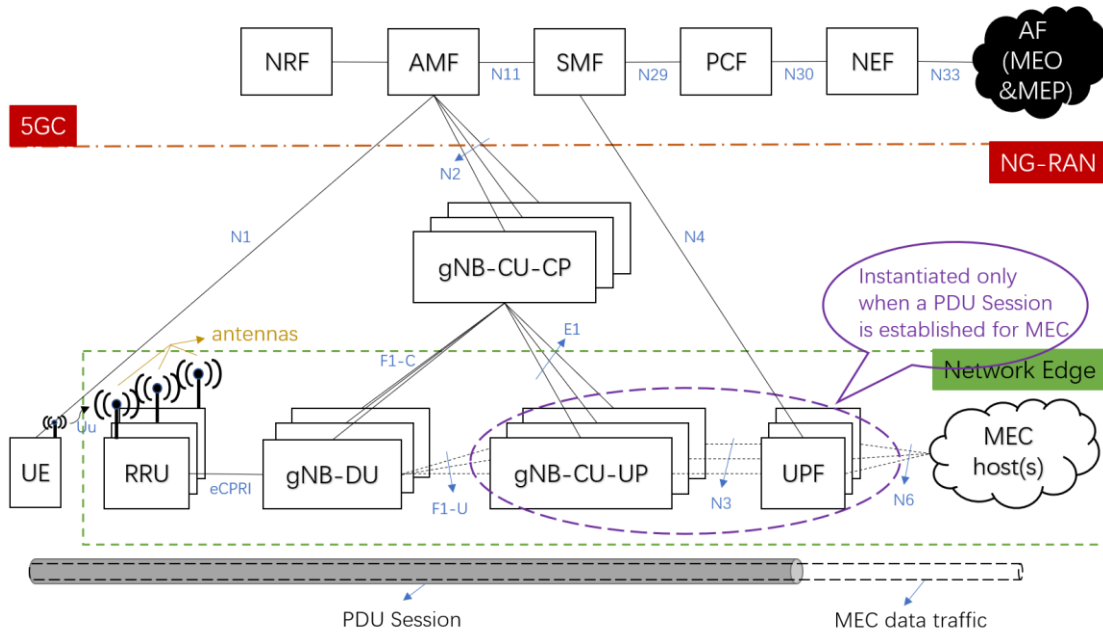 NRF
AMF
N11
SMF
N29
PCF
N30
NEF
N33
AF
(MEO
&MEP)
5GC
NG-RAN
N2
N1
N4
gNB-CU-CP
Instantiated only
when a PDU Session
is established for MEC
E1
antennas
F1-C
Network Edge
Uu
UE
RRU
eCPRI
gNB-DU
F1-U
gNB-CU-UP
N3
UPF
N6
MEC
host(s)
PDU Session
MEC data traffic